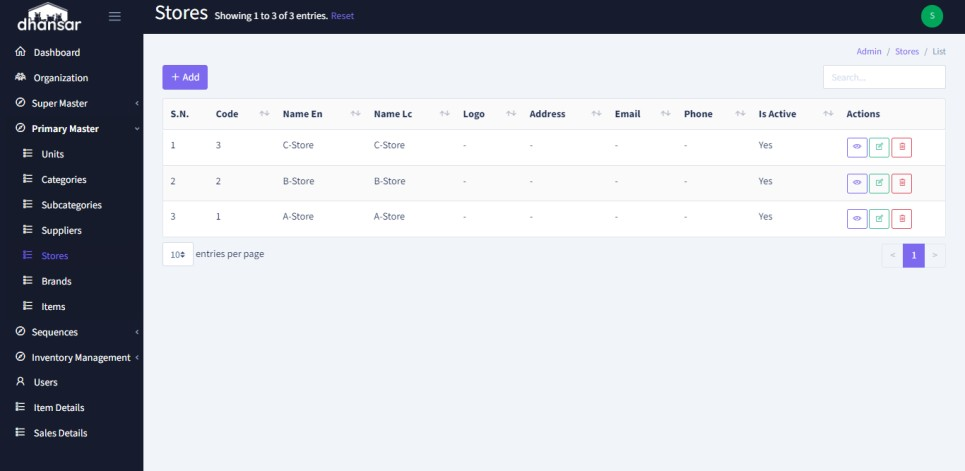 dhansar
Stores Showing 1 to 3 of 3 entries. Reset
S
Dashboard
Organization
Super Master
Primary Master
Units
Categories
Subcategories
Suppliers
Stores
Brands
Items
Sequences
Inventory Management
Users
Item Details
Sales Details
Admin / Stores / List
+ Add
Search...
S.N. Code Name En Name Lc Logo Address Email Phone Is Active Actions
1 3 C-Store C-Store - - - - Yes
2 2 B-Store B-Store - - - - Yes
3 1 A-Store A-Store - - - - Yes
10 entries per page
< 1 >